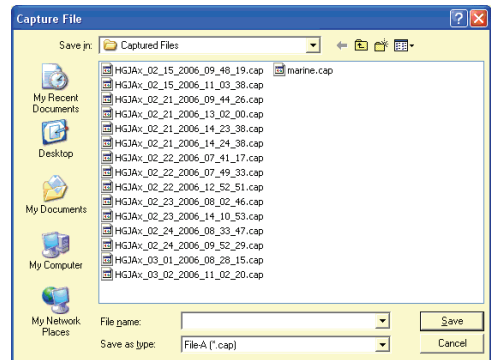 Capture File
Save in: Captured Files
My Recent Documents
Desktop
My Documents
My Computer
My Network Places
HGJAx_02_15_2006_09_48_19.cap
HGJAx_02_15_2006_11_03_38.cap
HGJAx_02_21_2006_09_44_26.cap
HGJAx_02_21_2006_13_02_00.cap
HGJAx_02_21_2006_14_23_38.cap
HGJAx_02_21_2006_14_24_38.cap
HGJAx_02_22_2006_07_41_17.cap
HGJAx_02_22_2006_07_49_33.cap
HGJAx_02_22_2006_12_52_51.cap
HGJAx_02_23_2006_08_02_46.cap
HGJAx_02_23_2006_14_10_53.cap
HGJAx_02_24_2006_08_33_47.cap
HGJAx_02_24_2006_09_52_29.cap
HGJAx_03_01_2006_08_28_15.cap
HGJAx_03_02_2006_11_02_20.cap
marine.cap
File name:
Save
Save as type: File-A (*.cap)
Cancel